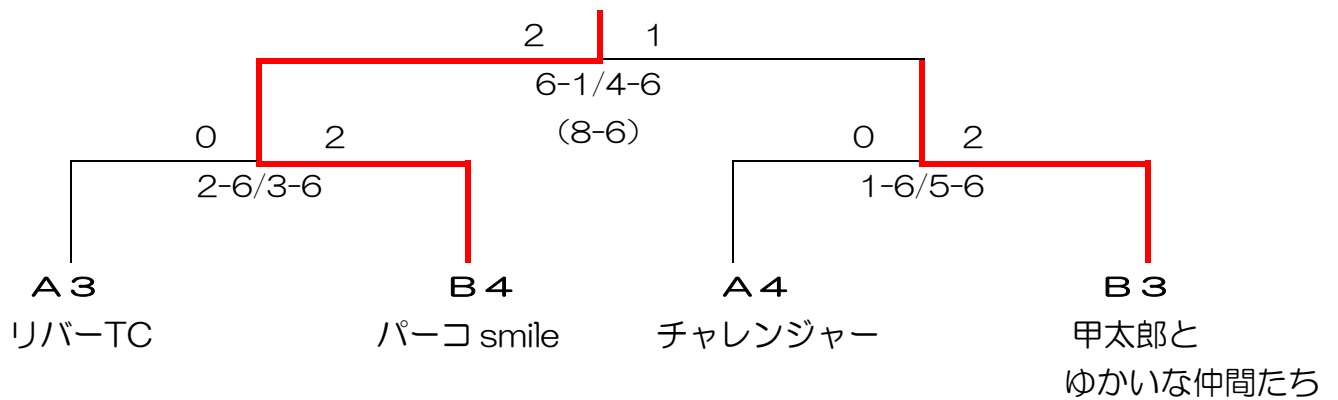 2 1
6-1/4-6
（8-6）
0 2
2-6/3-6
0 2
1-6/5-6
A3
リバーTC
B4
パーコ smile
A4
チャレンジャー
B3
甲太郎と
ゆかいな仲間たち